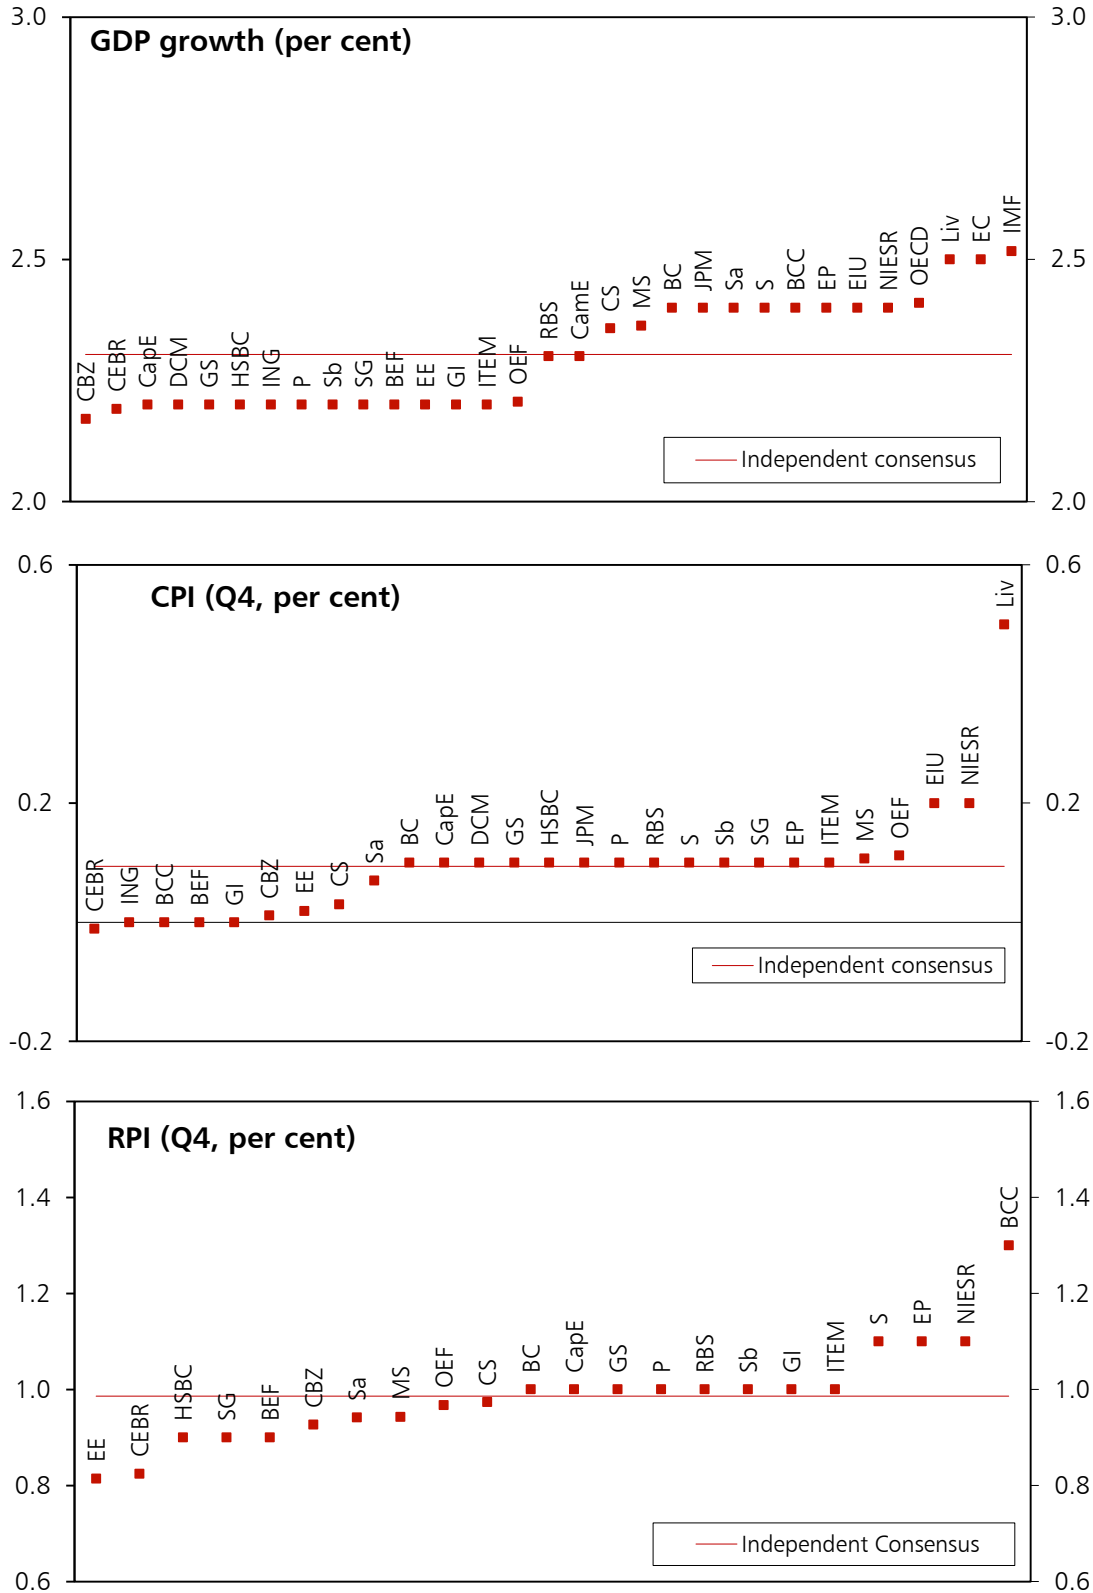 3.0 3.0
GDP growth (per cent)
2.5 2.5
CBZ CEBR CapE DCM GS HSBC ING P Sb SG BEF EE GI ITEM OEF RBS CamE CS MS BC JPM Sa S BCC EP EIU NIESR OECD Liv EC IMF
Independent consensus
2.0 2.0
0.6 0.6
CPI (Q4, per cent)
0.2 0.2
CEBR ING BCC BEF GI CBZ EE CS Sa BC CapE DCM GS HSBC JPM P RBS S Sb SG EP ITEM MS OEF EIU NIESR Liv
Independent consensus
-0.2 -0.2
1.6 1.6
RPI (Q4, per cent)
1.4 1.4
1.2 1.2
EE CEBR HSBC SG BEF CBZ Sa MS OEF CS BC CapE GS P RBS Sb GI ITEM S EP NIESR BCC
1.0 1.0
0.8 0.8
Independent Consensus
0.6 0.6